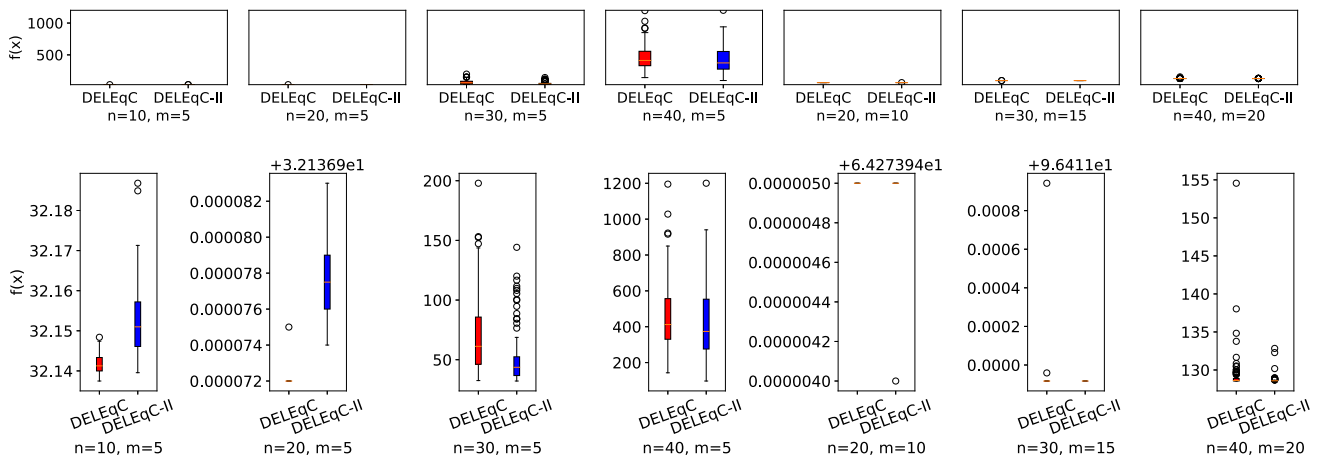 f(x)
1000
500
DELEqC DELEqC-II DELEqC DELEqC-II DELEqC DELEqC-II DELEqC DELEqC-II DELEqC DELEqC-II DELEqC DELEqC-II DELEqC DELEqC-II
n=10, m=5 n=20, m=5 n=30, m=5 n=40, m=5 n=20, m=10 n=30, m=15 n=40, m=20
f(x)
32.18
32.17
32.16
32.15
32.14
DELEqC DELEqC-II
n=10, m=5
+3.21369e1
0.000082
0.000080
0.000078
0.000076
0.000074
0.000072
DELEqC DELEqC-II
n=20, m=5
200
150
100
50
DELEqC DELEqC-II
n=30, m=5
1200
1000
800
600
400
200
DELEqC DELEqC-II
n=40, m=5
+6.427394e1
0.0000050
0.0000048
0.0000046
0.0000044
0.0000042
0.0000040
DELEqC DELEqC-II
n=20, m=10
+9.6411e1
0.0008
0.0006
0.0004
0.0002
0.0000
DELEqC DELEqC-II
n=30, m=15
155
150
145
140
135
130
DELEqC DELEqC-II
n=40, m=20